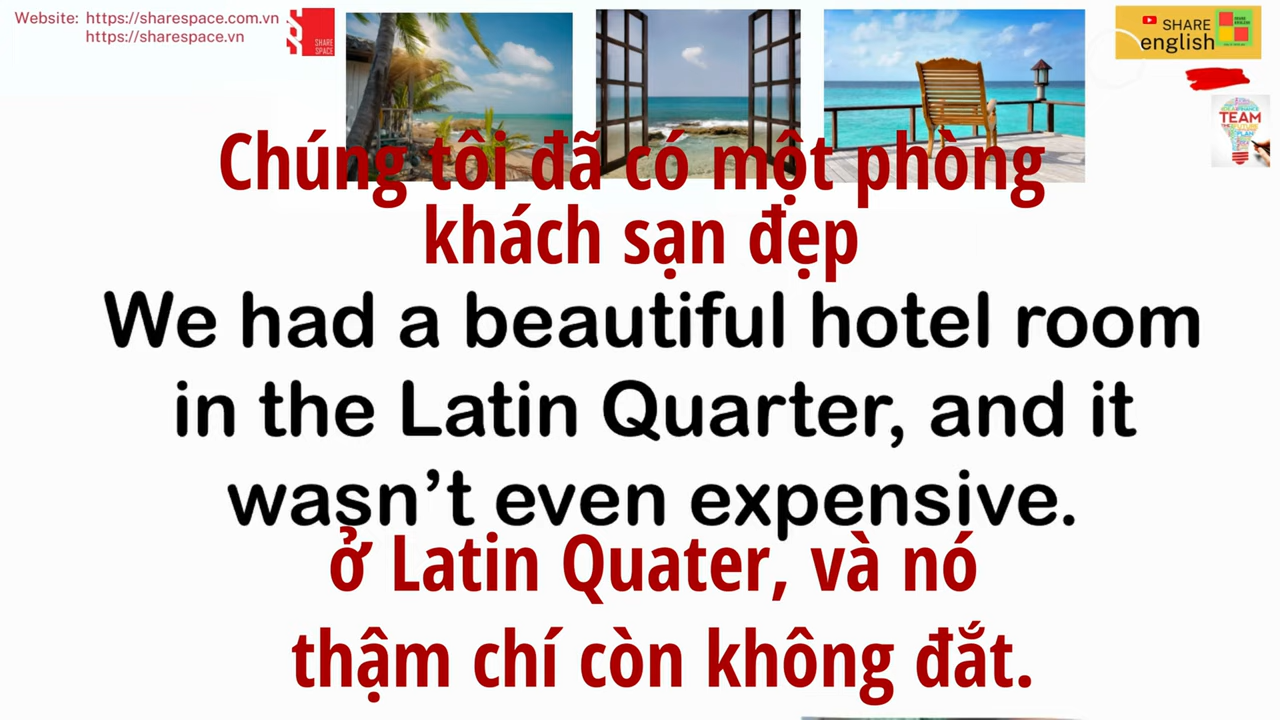 Website: https://sharespace.com.vn
https://sharespace.vn
SHARE
SPACE
SHARE
english
TEAM
PLAN
Chúng tôi đã có một phòng
khách sạn đẹp
We had a beautiful hotel room
in the Latin Quarter, and it
wasn’t even expensive.
ở Latin Quater, và nó
thậm chí còn không đắt.